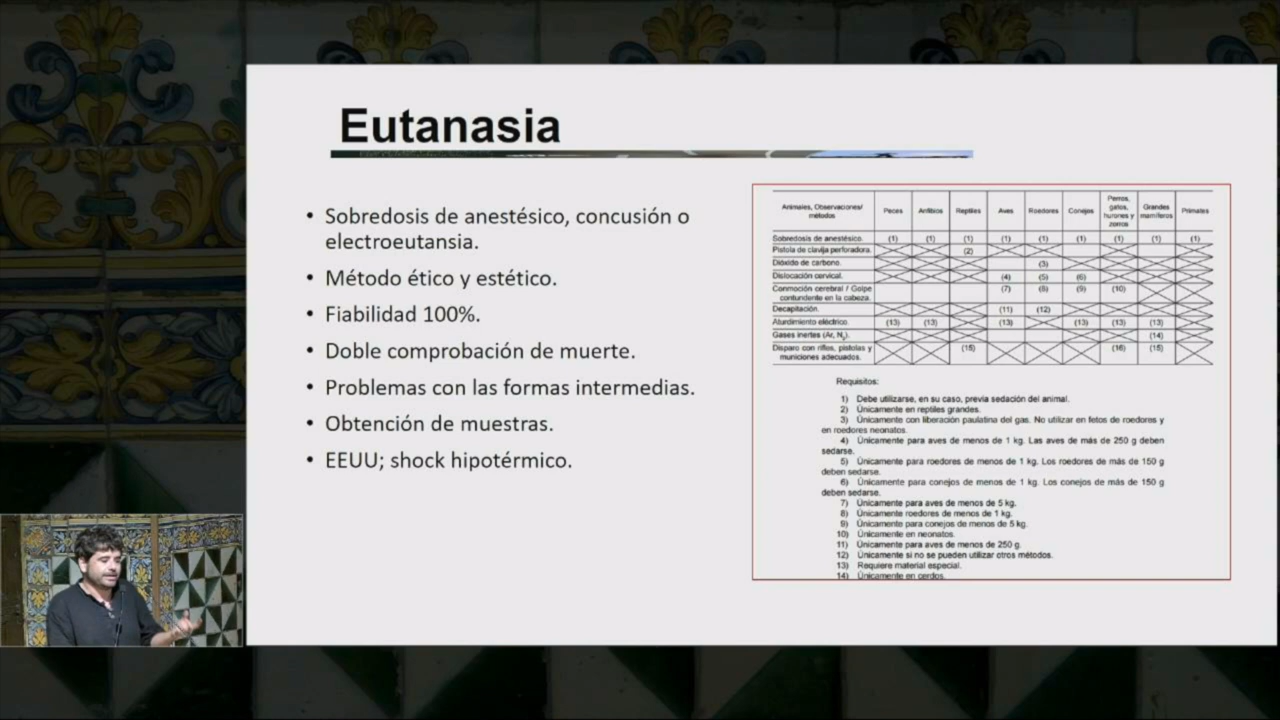 Eutanasia
• Sobredosis de anestésico, concusión o
electroeutansia.
• Método ético y estético.
• Fiabilidad 100%.
• Doble comprobación de muerte.
• Problemas con las formas intermedias.
• Obtención de muestras.
• EEUU; shock hipotérmico.
Animales, Observaciones/ métodos Peces Anfibios Reptiles Aves Roedores Conejos Perros, gatos, hurones y zorros Grandes mamíferos Primates
Sobredosis de anestésico. (1) (1) (1) (1) (1) (1) (1) (1) (1)
Pistola de clavija perforadora. (2)
Dióxido de carbono. (3)
Dislocación cervical. (4) (5) (6)
Conmoción cerebral / Golpe contundente en la cabeza. (7) (8) (9) (10)
Decapitación. (11) (12)
Aturdimiento eléctrico. (13) (13) (13) (13) (13) (13)
Gases inertes (Ar, N2). (14)
Disparo con rifles, pistolas y municiones adecuados. (15) (16) (15)
Requisitos:
1) Debe utilizarse, en su caso, previa sedación del animal.
2) Únicamente en reptiles grandes.
3) Únicamente con liberación paulatina del gas. No utilizar en fetos de roedores y
en roedores neonatos.
4) Únicamente para aves de menos de 1 kg. Las aves de más de 250 g deben
sedarse.
5) Únicamente para roedores de menos de 1 kg. Los roedores de más de 150 g
deben sedarse.
6) Únicamente para conejos de menos de 1 kg. Los conejos de más de 150 g
deben sedarse.
7) Únicamente para aves de menos de 5 kg.
8) Únicamente roedores de menos de 1 kg.
9) Únicamente para conejos de menos de 5 kg.
10) Únicamente en neonatos.
11) Únicamente para aves de menos de 250 g.
12) Únicamente si no se pueden utilizar otros métodos.
13) Requiere material especial.
14) Únicamente en cerdos.